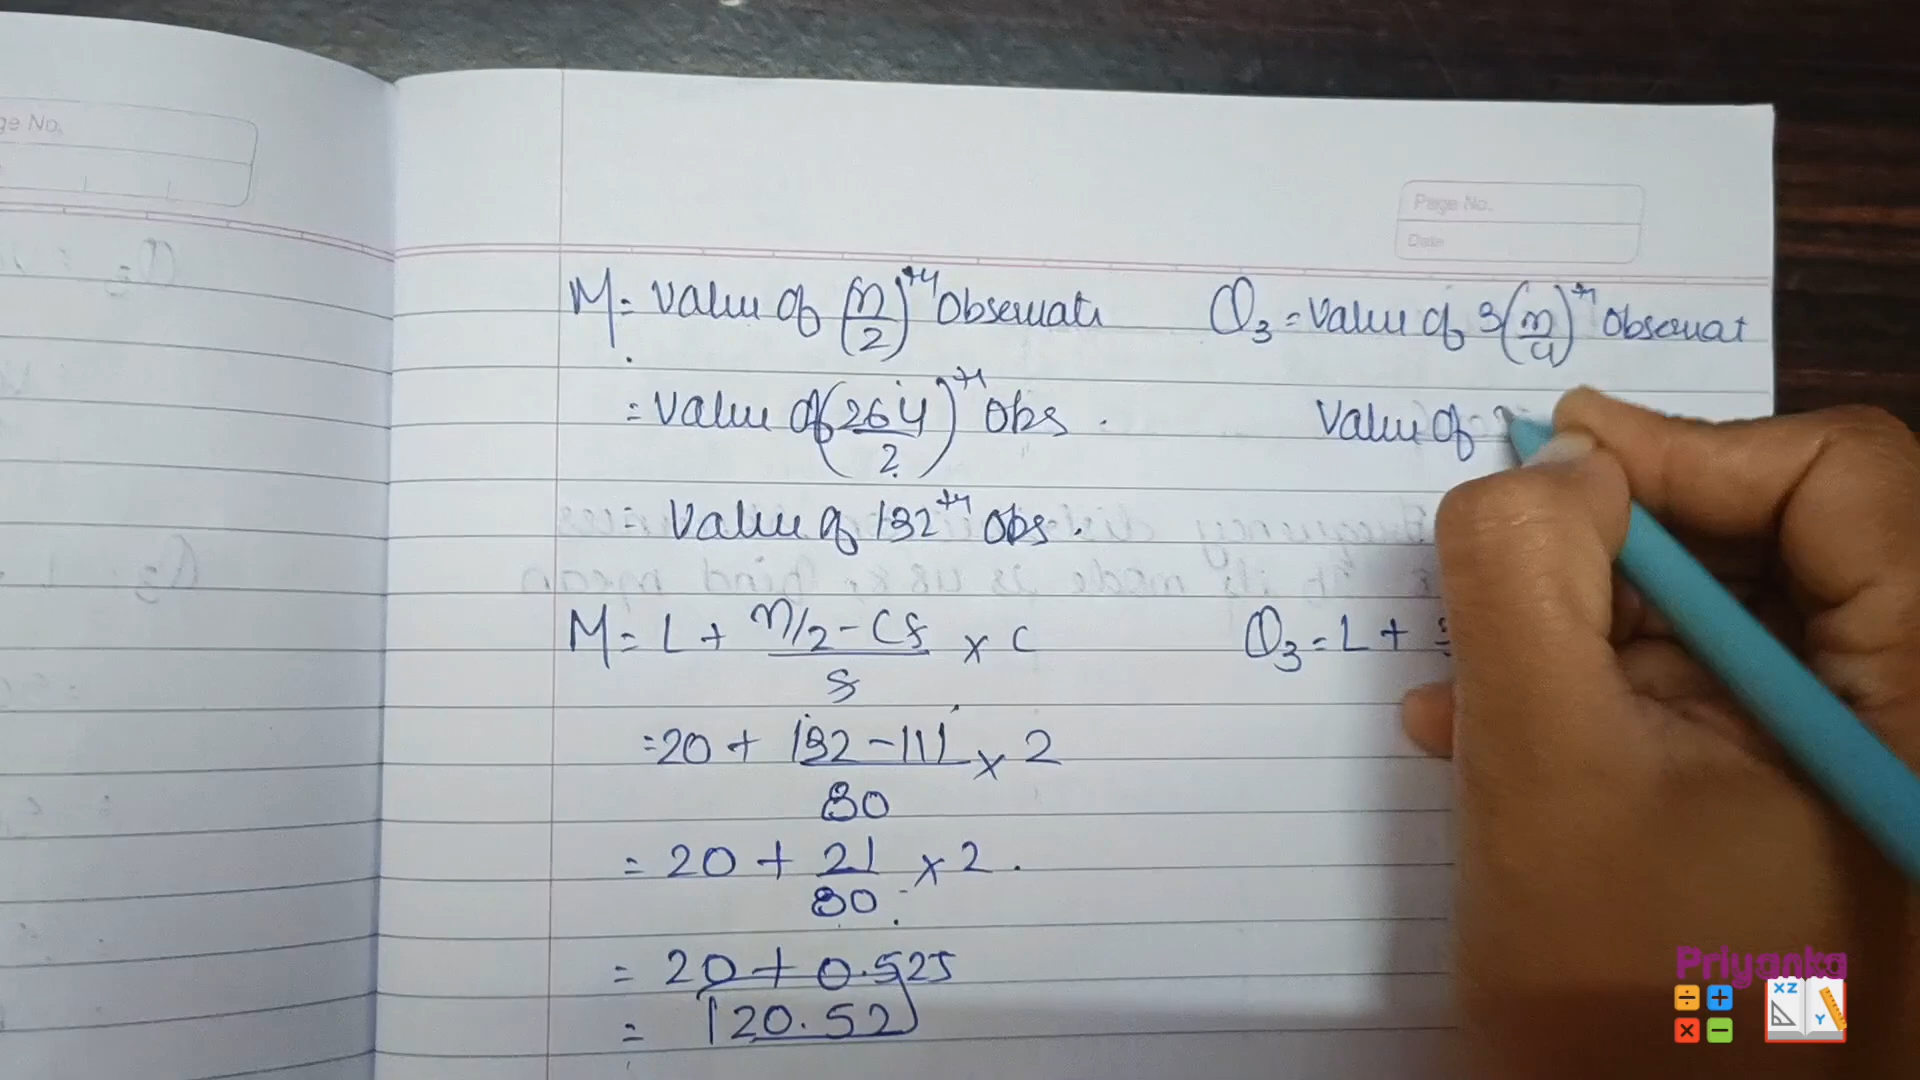 ge No.
Page No.
Date
M = Value of (n/2)th Observati
= Value of (264/2)th Obs.
= Value of 132th Obs.
M = L + n/2 - Cf / f × C
= 20 + 132 - 111 / 80 × 2
= 20 + 21 / 80 × 2.
= 20 + 0.525
= 20.52
Q3 = Value of 3(n/4)th Observat
Value of
Q3 = L +
Priyanka
XZ
Y